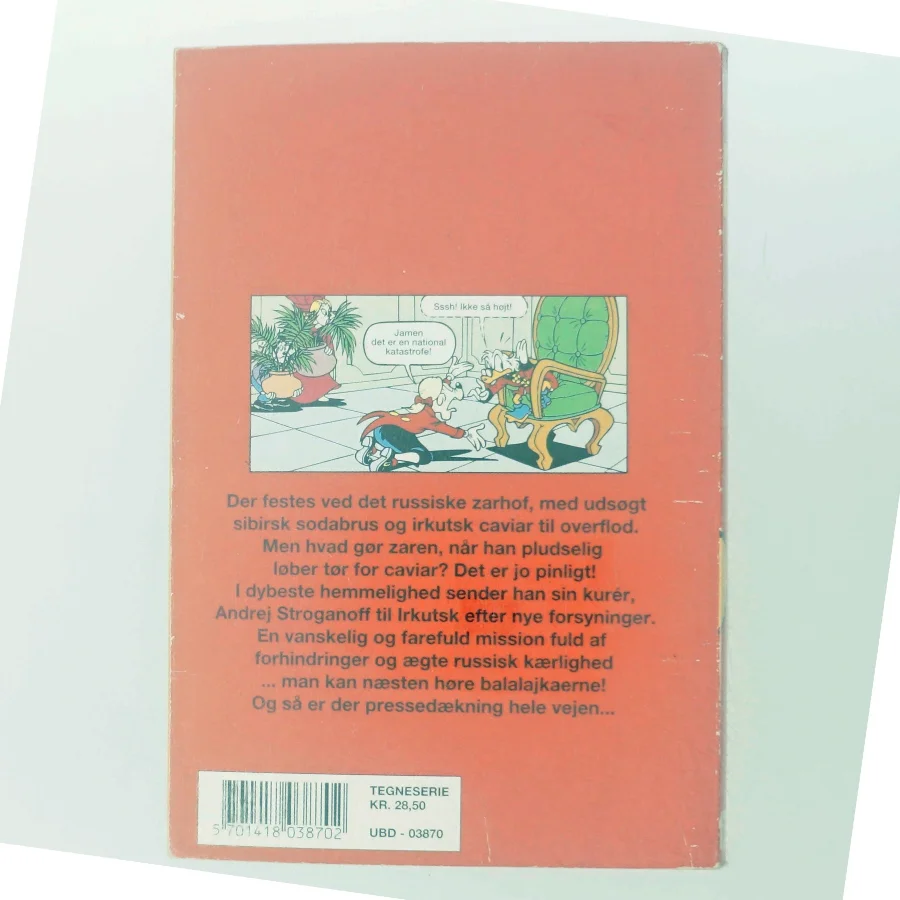 Sssh! Ikke så højt!
Jamen
det er en national
katastrofe!
Der festes ved det russiske zarhof, med udsøgt
sibirsk sodabrus og irkutsk caviar til overflod.
Men hvad gør zaren, når han pludselig
løber tør for caviar? Det er jo pinligt!
I dybeste hemmelighed sender han sin kurér,
Andrej Stroganoff til Irkutsk efter nye forsyninger.
En vanskelig og farefuld mission fuld af
forhindringer og ægte russisk kærlighed
... man kan næsten høre balalajkaerne!
Og så er der pressedækning hele vejen...
TEGNESERIE
KR. 28,50
UBD - 03870
5 701418 038702